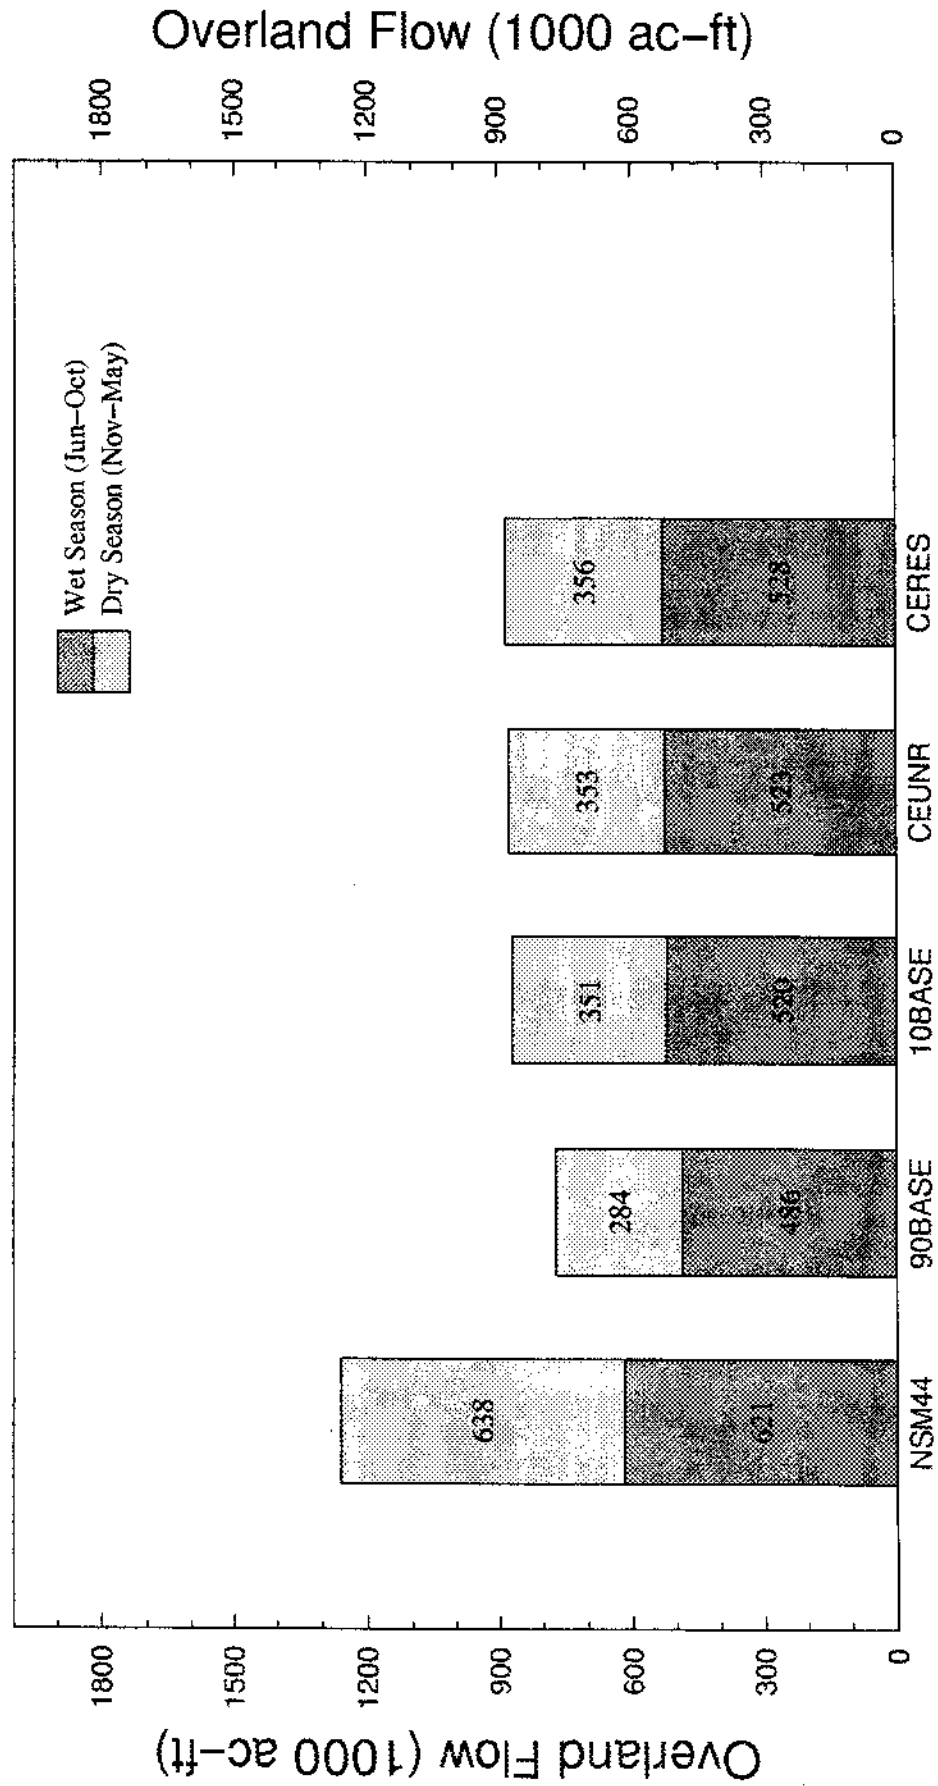 Overland Flow (1000 ac-ft)
1800
1500
1200
900
600
300
0
Wet Season (Jun-Oct)
Dry Season (Nov-May)
638
621
284
486
351
520
353
523
356
528
NSM44
90BASE
10BASE
CEUNR
CERES
1800
1500
1200
900
600
300
0
Overland Flow (1000 ac-ft)